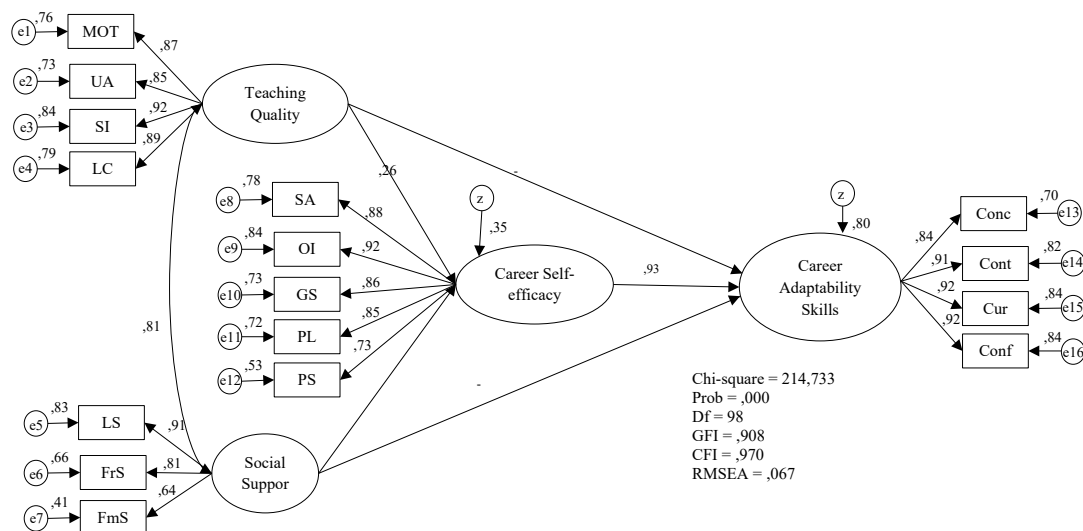 e1
,76
MOT
,87
e2
,73
UA
,85
e3
,84
SI
,92
e4
,79
LC
,89
Teaching
Quality
,26
-
e8
,78
SA
,88
e9
,84
OI
,92
e10
,73
GS
,86
e11
,72
PL
,85
e12
,53
PS
,73
z
,35
Career Self-
efficacy
,93
z
,80
Career
Adaptability
Skills
,84
Conc
,70
e13
,91
Cont
,82
e14
,92
Cur
,84
e15
,92
Conf
,84
e16
,81
-
e5
,83
LS
,91
e6
,66
FrS
,81
e7
,41
FmS
,64
Social
Suppor
Chi-square = 214,733
Prob = ,000
Df = 98
GFI = ,908
CFI = ,970
RMSEA = ,067